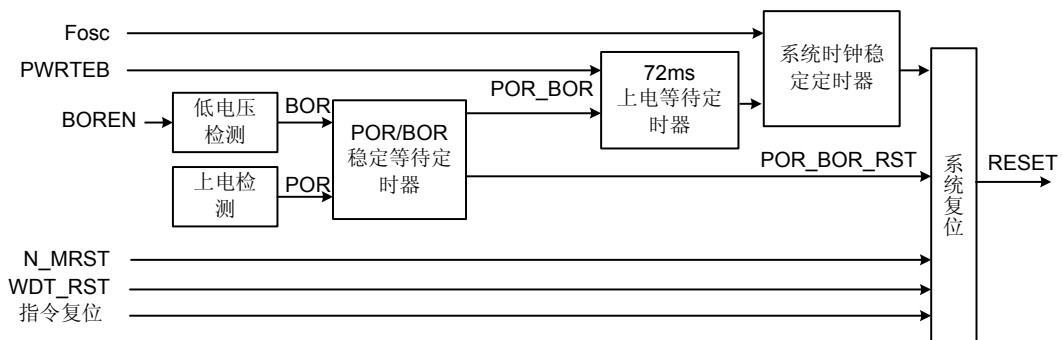 Fosc
PWRTEB
BOREN
低电压
检测
BOR
上电检
测
POR
POR/BOR
稳定等待定
时器
POR_BOR
72ms
上电等待定
时器
系统时钟稳
定定时器
POR_BOR_RST
系统复位
RESET
N_MRST
WDT_RST
指令复位